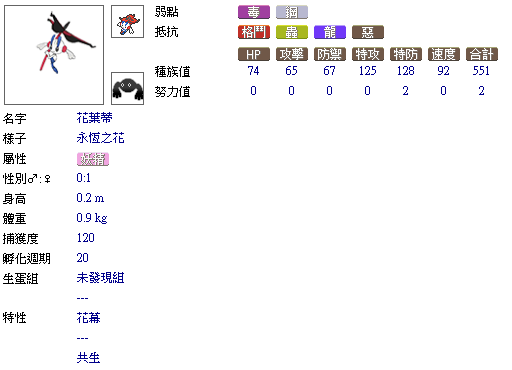 弱點 毒 鋼
抵抗 格鬥 蟲 龍 惡
HP 攻擊 防禦 特攻 特防 速度 合計
種族值 74 65 67 125 128 92 551
努力值 0 0 0 0 2 0 2
名字 花葉蒂
樣子 永恆之花
屬性 妖精
性別♂:♀ 0:1
身高 0.2 m
體重 0.9 kg
捕獲度 120
孵化週期 20
生蛋組 未發現組
---
特性 花幕
---
共生